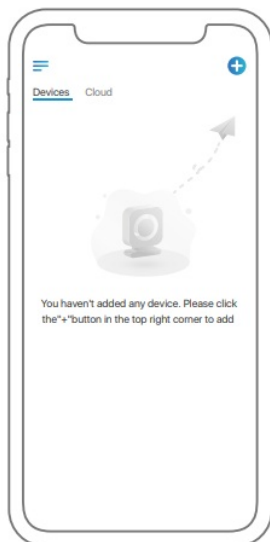 Devices Cloud
You haven't added any device. Please click
the"+"button in the top right corner to add